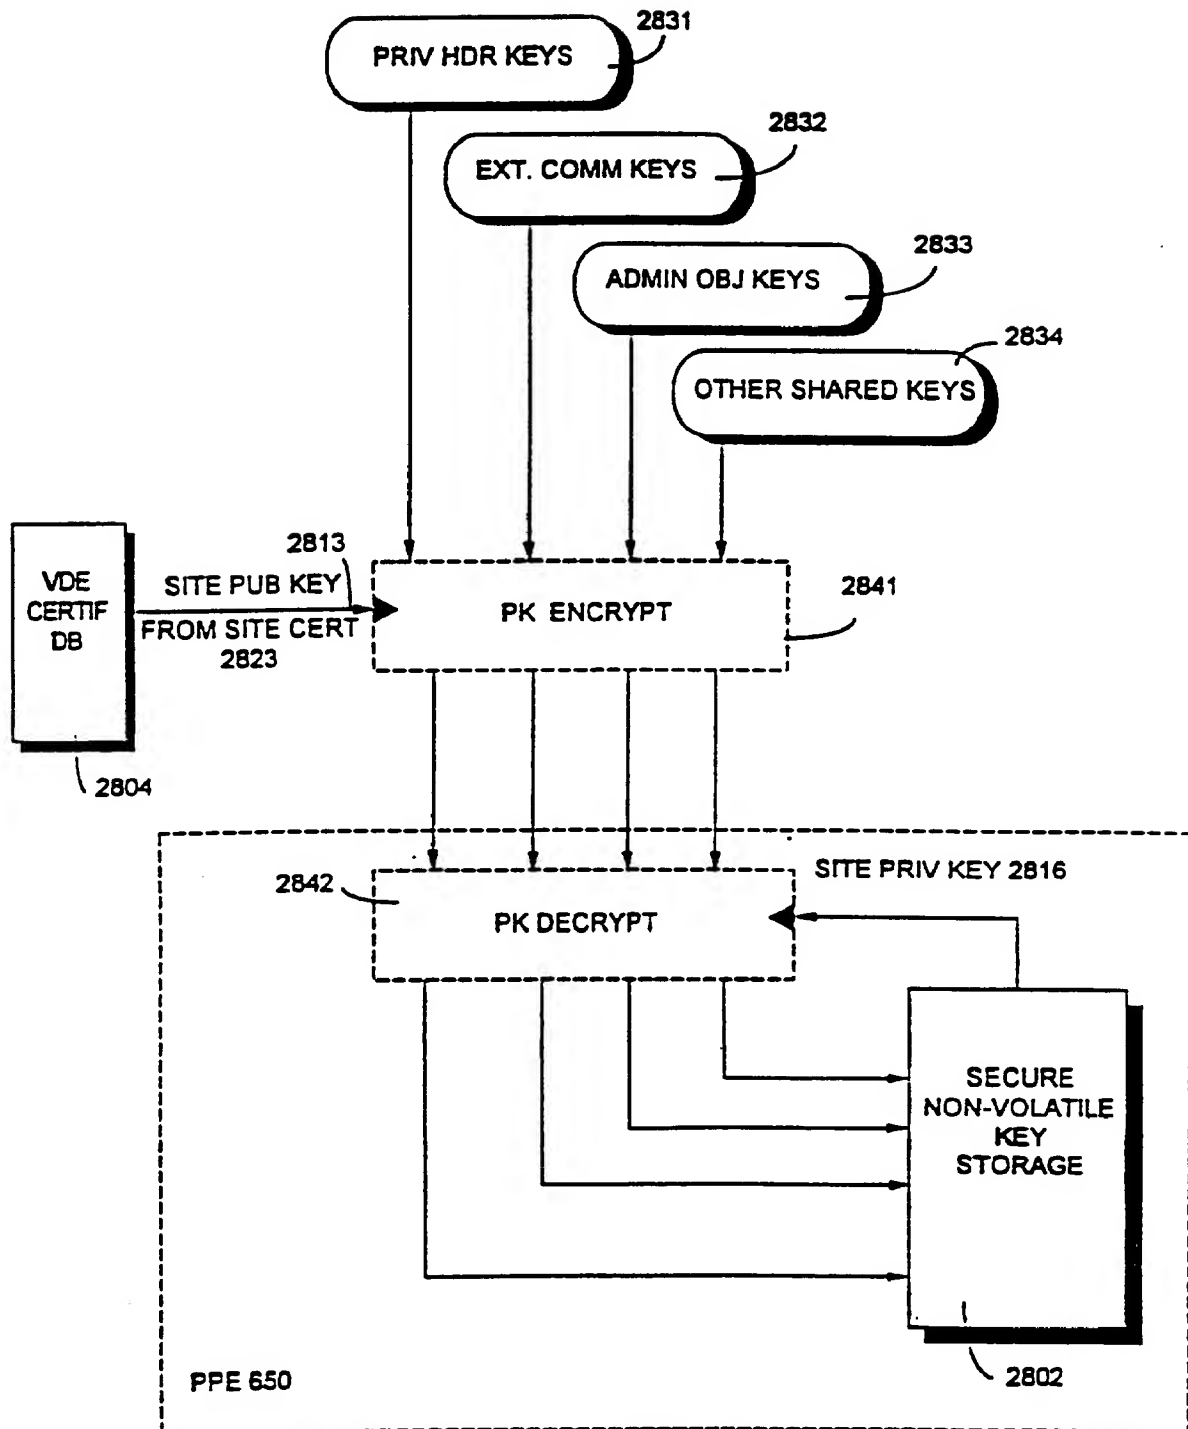 2831
PRIV HDR KEYS
2832
EXT. COMM KEYS
2833
ADMIN OBJ KEYS
2834
OTHER SHARED KEYS
VDE
CERTIF
DB
2804
2813
SITE PUB KEY
FROM SITE CERT
2823
PK ENCRYPT
2841
2842
PK DECRYPT
SITE PRIV KEY 2816
SECURE
NON-VOLATILE
KEY
STORAGE
2802
PPE 650